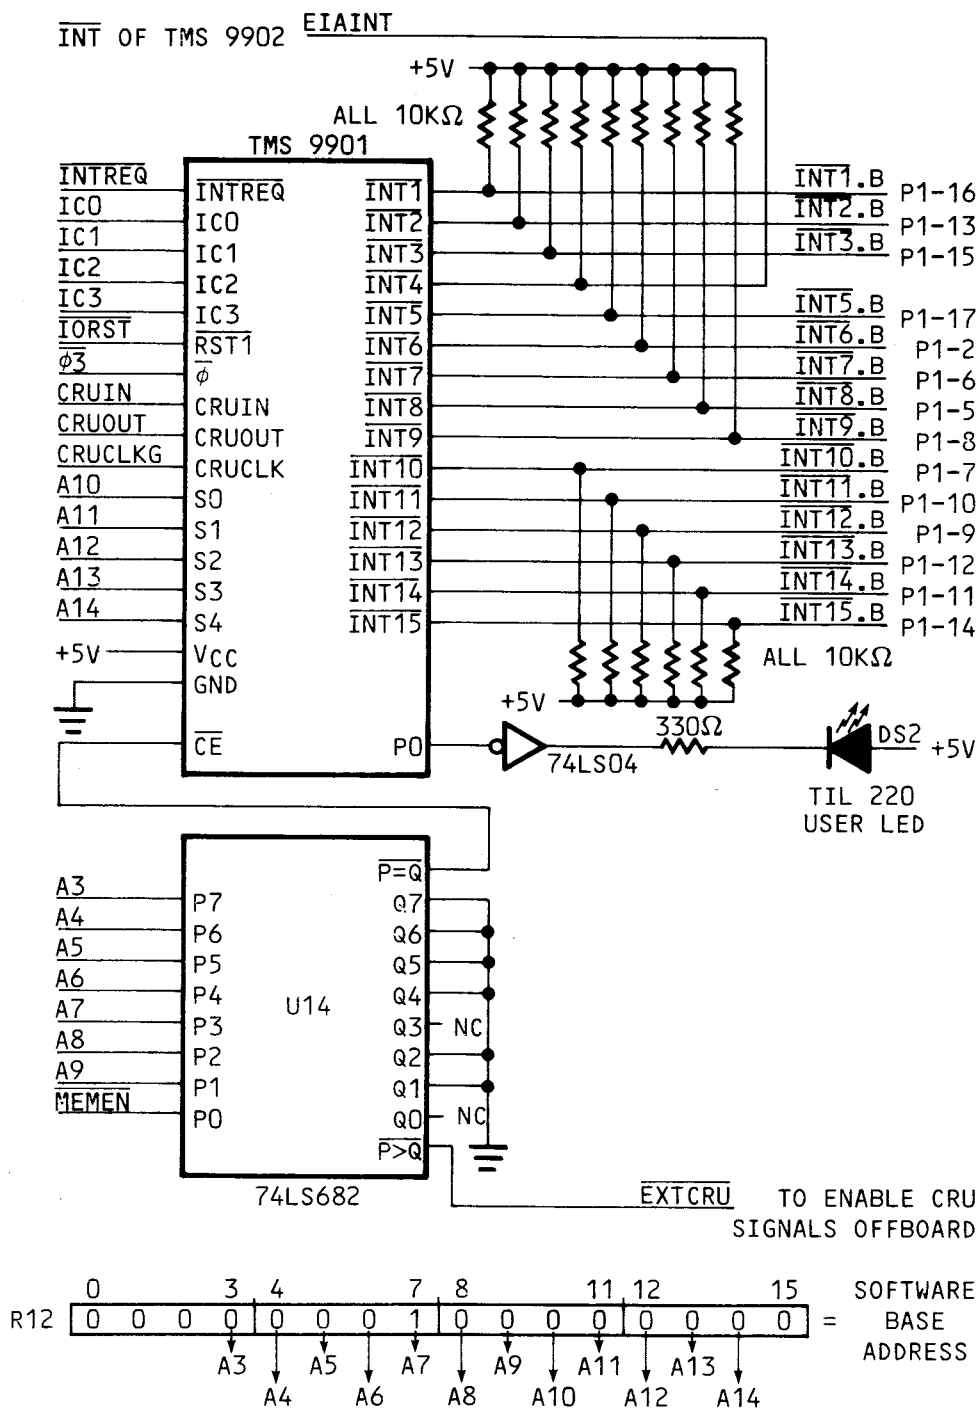 INT OF TMS 9902 EIAINT
+5V
ALL 10KΩ
TMS 9901
INTREQ INTREQ INT1 INT1.B P1-16
IC0 IC0 INT2 INT2.B P1-13
IC1 IC1 INT3 INT3.B P1-15
IC2 IC2 INT4
IC3 IC3 INT5 INT5.B P1-17
IORST RST1 INT6 INT6.B P1-2
φ3 φ INT7 INT7.B P1-6
CRUIN CRUIN INT8 INT8.B P1-5
CRUOUT CRUOUT INT9 INT9.B P1-8
CRUCLKG CRUCLK INT10 INT10.B P1-7
A10 S0 INT11 INT11.B P1-10
A11 S1 INT12 INT12.B P1-9
A12 S2 INT13 INT13.B P1-12
A13 S3 INT14 INT14.B P1-11
A14 S4 INT15 INT15.B P1-14
+5V VCC ALL 10KΩ
GND +5V
CE P0 74LS04 330Ω DS2 +5V
TIL 220
USER LED
P=Q
A3 P7 Q7
A4 P6 Q6
A5 P5 Q5
A6 P4 Q4
U14
A7 P3 Q3 NC
A8 P2 Q2
A9 P1 Q1
MEMEN P0 Q0 NC
P>Q
74LS682
EXTCRU TO ENABLE CRU
SIGNALS OFFBOARD
0 3 4 7 8 11 12 15 SOFTWARE
R12 0 0 0 0 0 0 0 1 0 0 0 0 0 0 0 0 = BASE
ADDRESS
A3 A5 A7 A9 A11 A13
A4 A6 A8 A10 A12 A14